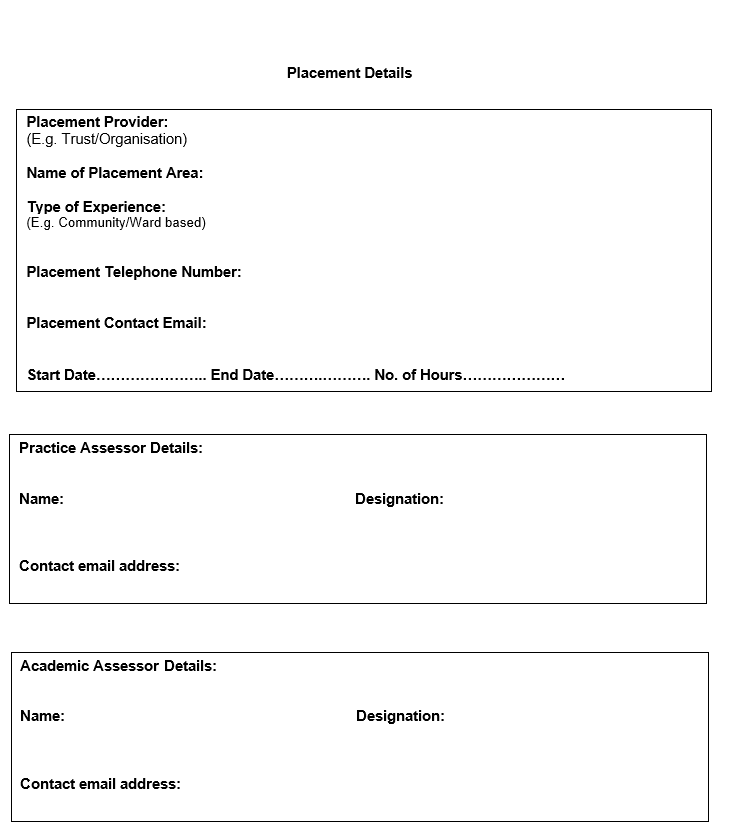 Placement Details
Placement Provider:
(E.g. Trust/Organisation)
Name of Placement Area:
Type of Experience:
(E.g. Community/Ward based)
Placement Telephone Number:
Placement Contact Email:
Start Date………………….. End Date……….………. No. of Hours…………………
Practice Assessor Details:
Name: Designation:
Contact email address:
Academic Assessor Details:
Name: Designation:
Contact email address: